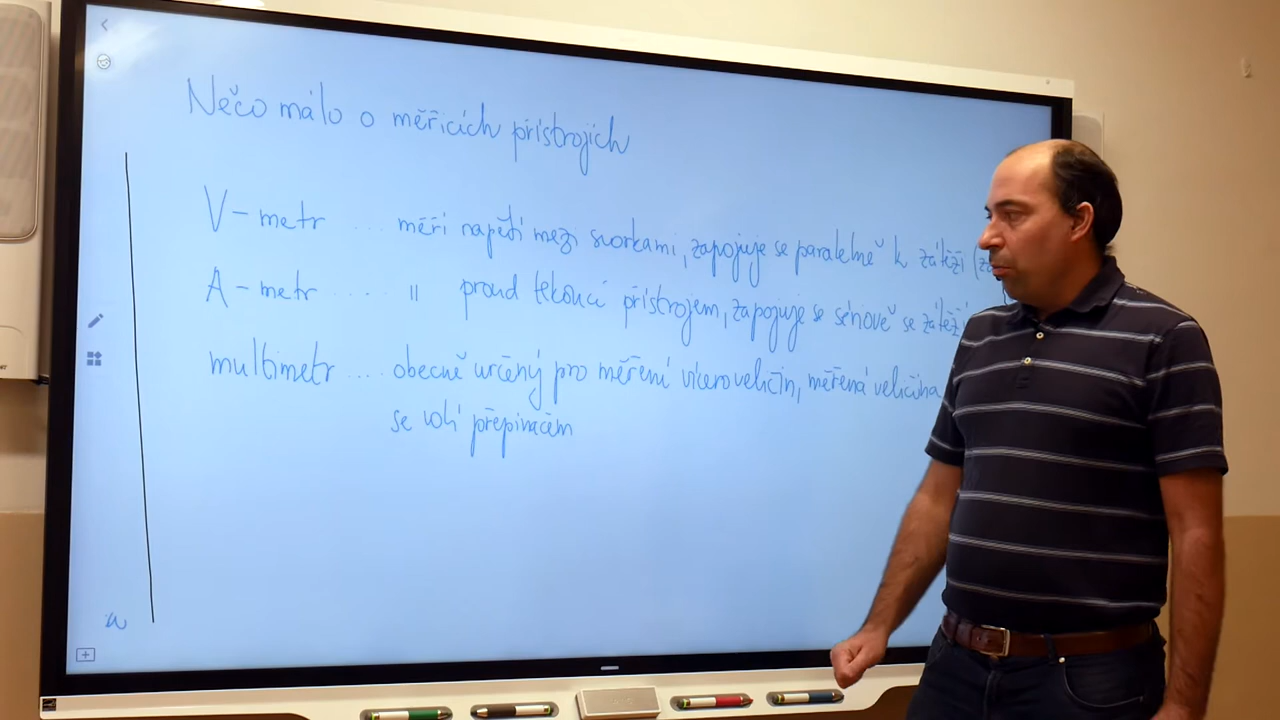 Něco málo o měřicích přístrojích
V-metr ... měří napětí mezi svorkami, zapojuje se paralelně k zátěži (
A-metr .... " proud tekoucí přístrojem, zapojuje se sériově se zátěží
multimetr .... obecně určený pro měření vícero veličin, měřená veličina
se volí přepínačem